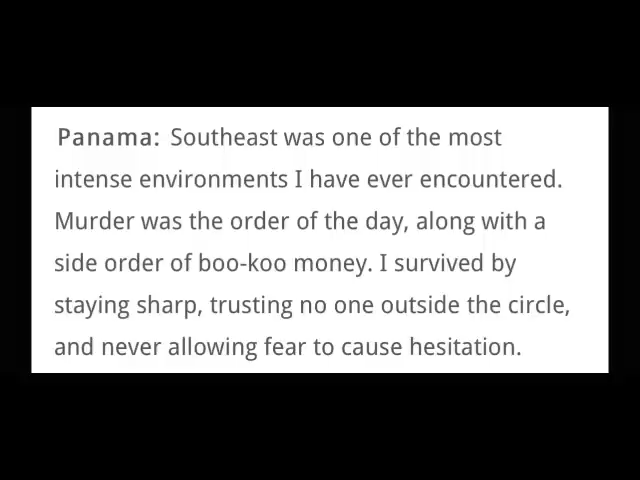 Panama: Southeast was one of the most
intense environments I have ever encountered.
Murder was the order of the day, along with a
side order of boo-koo money. I survived by
staying sharp, trusting no one outside the circle,
and never allowing fear to cause hesitation.